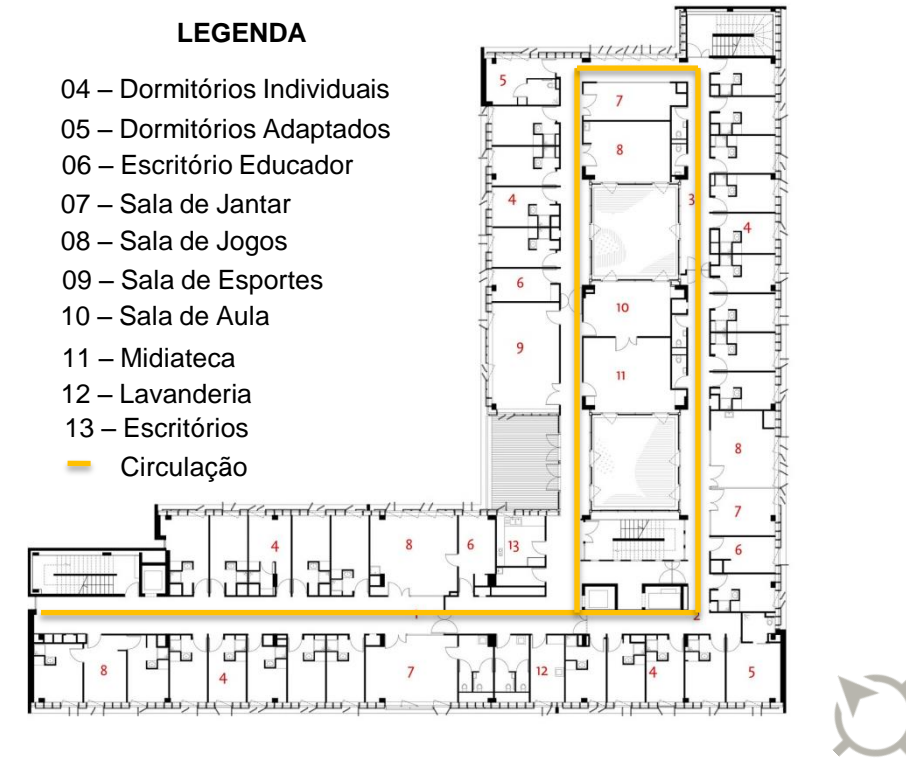 LEGENDA
04 – Dormitórios Individuais
05 – Dormitórios Adaptados
06 – Escritório Educador
07 – Sala de Jantar
08 – Sala de Jogos
09 – Sala de Esportes
10 – Sala de Aula
11 – Midiateca
12 – Lavanderia
13 – Escritórios
Circulação
5
7
8
4
3
4
6
10
9
11
8
7
4
8
6
13
6
1
2
8
4
7
12
4
5